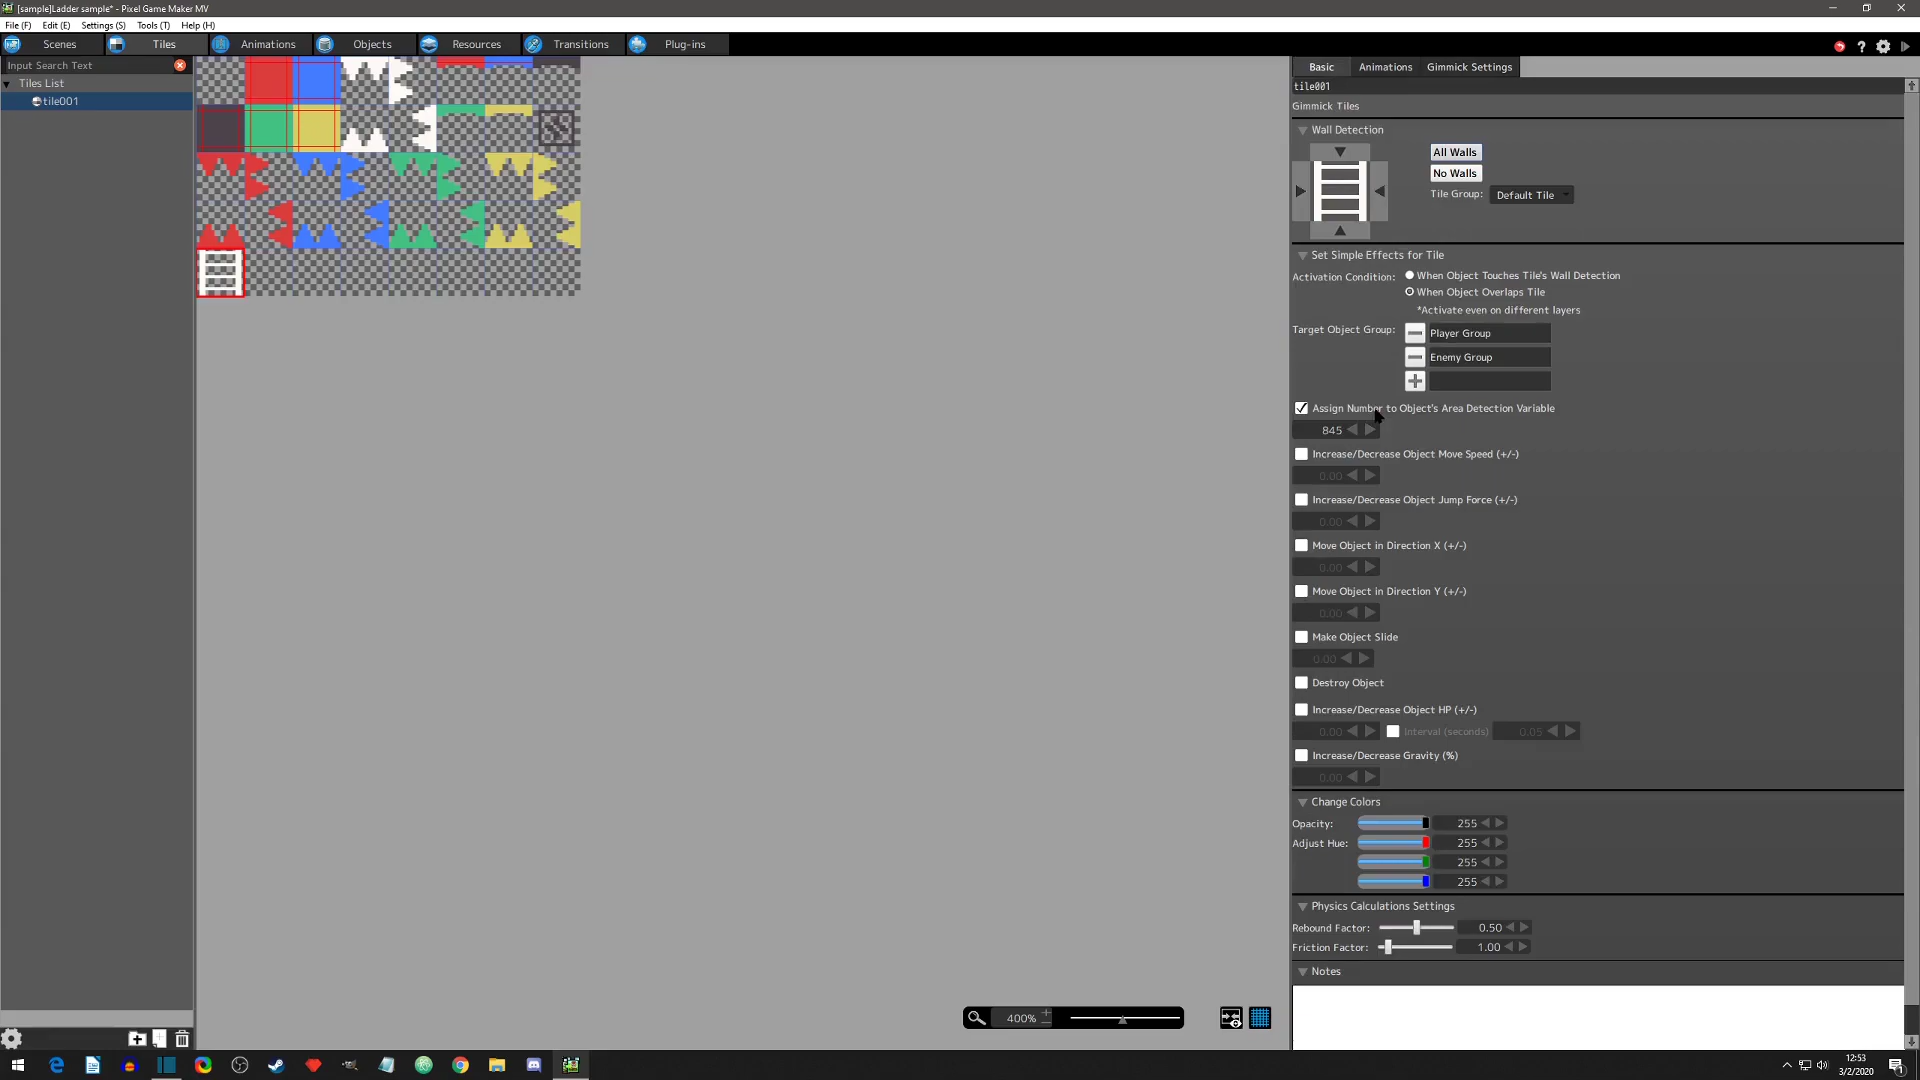 [sample]Ladder sample* - Pixel Game Maker MV
File (F) Edit (E) Settings (S) Tools (T) Help (H)
Scenes Tiles Animations Objects Resources Transitions Plug-ins
Input Search Text
Tiles List
tile001
Basic Animations Gimmick Settings
tile001
Gimmick Tiles
Wall Detection
All Walls
No Walls
Tile Group: Default Tile
Set Simple Effects for Tile
Activation Condition: When Object Touches Tile's Wall Detection
When Object Overlaps Tile
*Activate even on different layers
Target Object Group: Player Group
Enemy Group
Assign Number to Object's Area Detection Variable
845
Increase/Decrease Object Move Speed (+/-)
0.00
Increase/Decrease Object Jump Force (+/-)
0.00
Move Object in Direction X (+/-)
0.00
Move Object in Direction Y (+/-)
0.00
Make Object Slide
0.00
Destroy Object
Increase/Decrease Object HP (+/-)
0.00 Interval (seconds) 0.05
Increase/Decrease Gravity (%)
0.00
Change Colors
Opacity: 255
Adjust Hue: 255
255
255
Physics Calculations Settings
Rebound Factor: 0.50
Friction Factor: 1.00
Notes
400%
12:53
3/2/2020